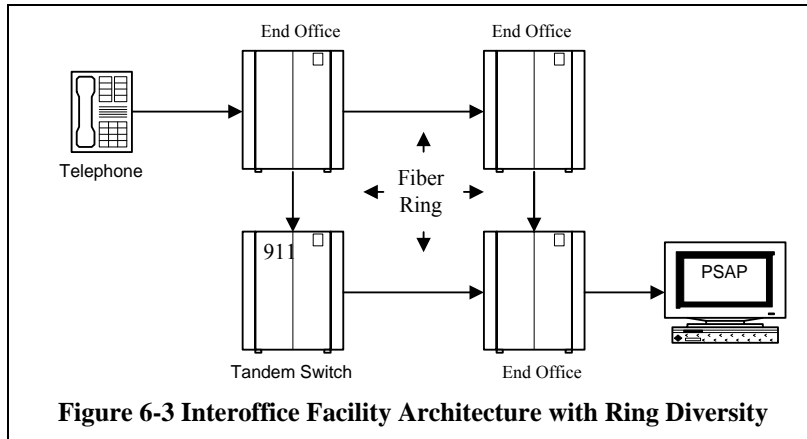 End Office
End Office
Telephone
Fiber
Ring
911
PSAP
Tandem Switch
End Office
Figure 6-3 Interoffice Facility Architecture with Ring Diversity